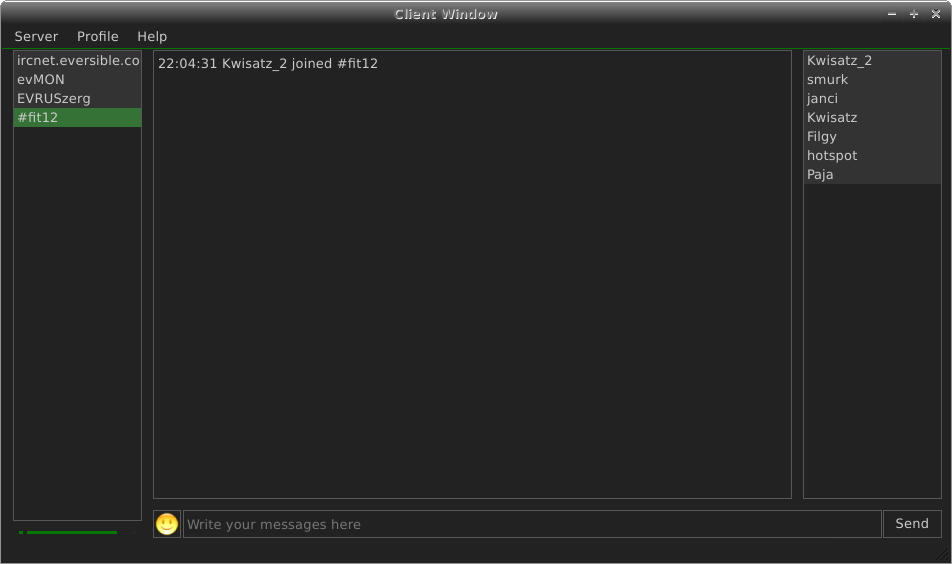 Client Window
Server Profile Help
ircnet.eversible.co
evMON
EVRUSzerg
#fit12
22:04:31 Kwisatz_2 joined #fit12
Kwisatz_2
smurk
janci
Kwisatz
Filgy
hotspot
Paja
Write your messages here
Send